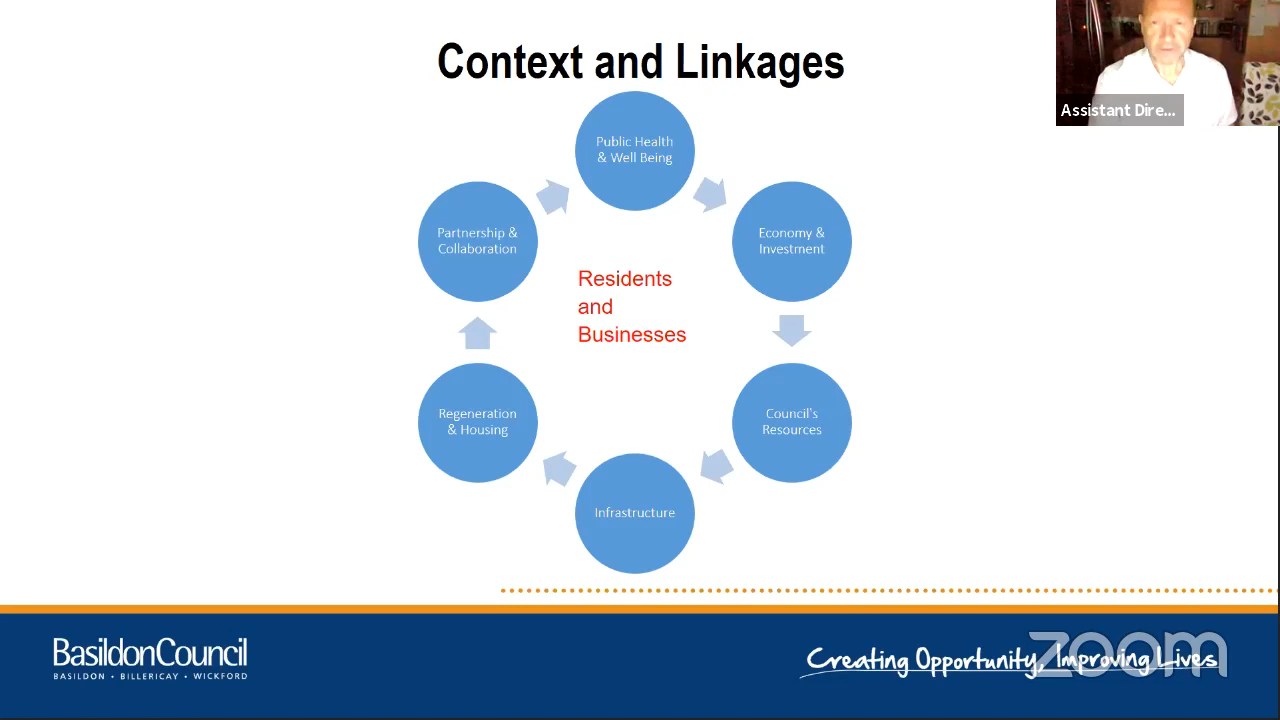 Context and Linkages
Assistant Dire...
Public Health
& Well Being
Partnership &
Collaboration
Economy &
Investment
Residents
and
Businesses
Regeneration
& Housing
Council's
Resources
Infrastructure
BasildonCouncil
BASILDON • BILLERICAY • WICKFORD
Creating Opportunity, Improving Lives
zoom